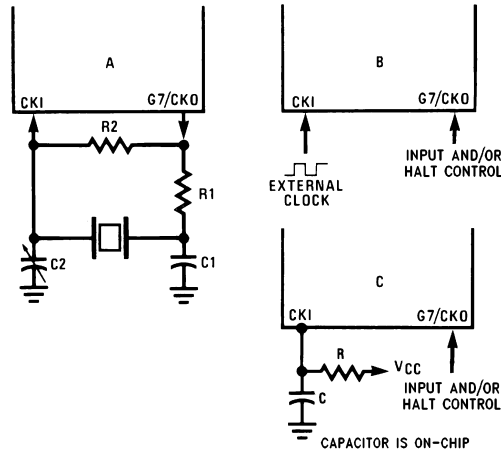 A
CKI
G7/CKO
R2
R1
C2
C1
B
CKI
G7/CKO
EXTERNAL
CLOCK
INPUT AND/OR
HALT CONTROL
C
CKI
G7/CKO
R
VCC
C
INPUT AND/OR
HALT CONTROL
CAPACITOR IS ON-CHIP